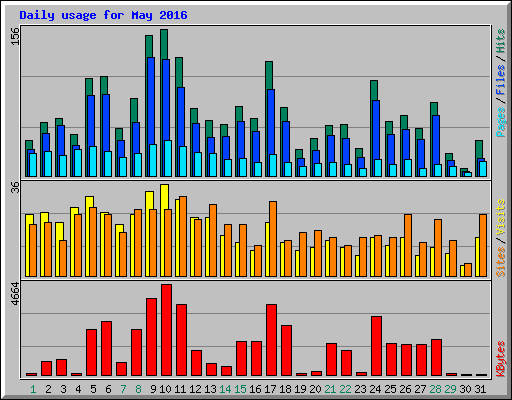 Daily usage for May 2016
156
36
4664
Pages / Files / Hits
Sites / Visits
KBytes
1 2 3 4 5 6 7 8 9 10 11 12 13 14 15 16 17 18 19 20 21 22 23 24 25 26 27 28 29 30 31